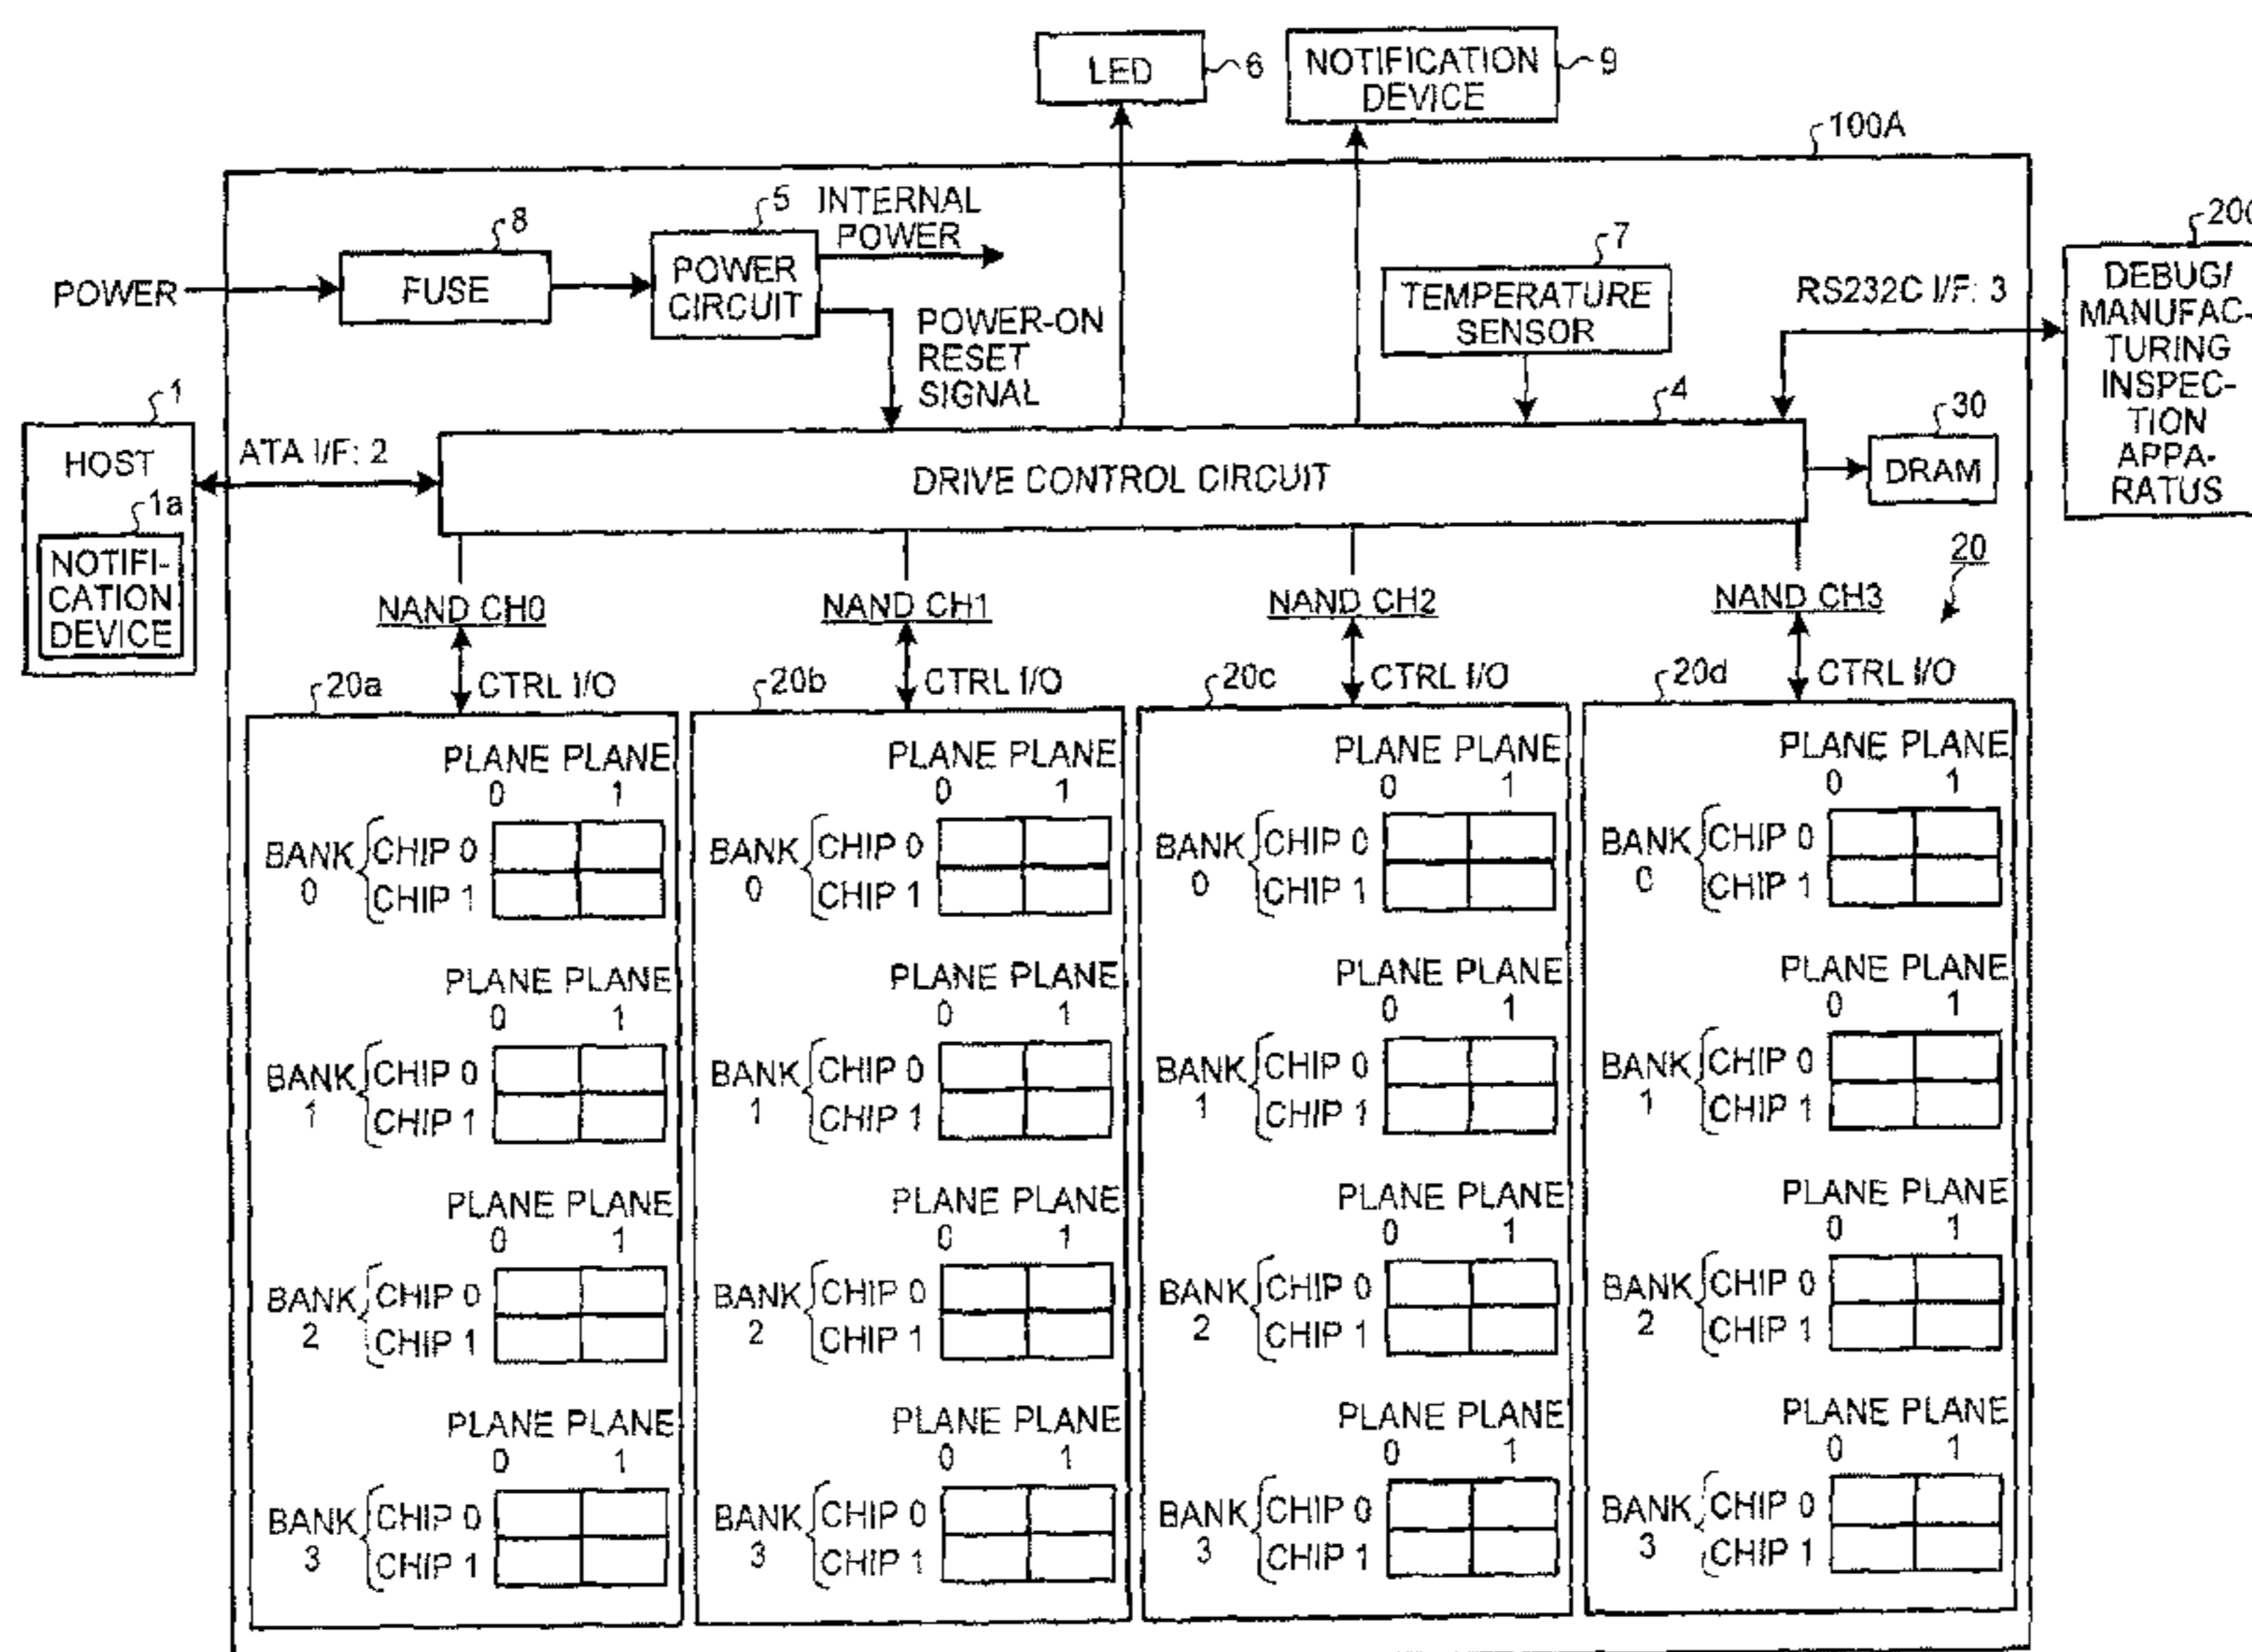 LED
6
NOTIFICATION
DEVICE
9
100A
POWER
8
FUSE
5
POWER
CIRCUIT
INTERNAL
POWER
POWER-ON
RESET
SIGNAL
7
TEMPERATURE
SENSOR
RS232C I/F: 3
DEBUG/
MANUFAC-
TURING
INSPEC-
TION
APPA-
RATUS
1
HOST
1a
NOTIFI-
CATION
DEVICE
ATA I/F: 2
4
DRIVE CONTROL CIRCUIT
30
DRAM
20
NAND CH0
NAND CH1
NAND CH2
NAND CH3
20a
CTRL I/O
20b
CTRL I/O
20c
CTRL I/O
20d
CTRL I/O
PLANE PLANE
0 1
BANK
0
CHIP 0
CHIP 1
PLANE PLANE
0 1
BANK
1
CHIP 0
CHIP 1
PLANE PLANE
0 1
BANK
2
CHIP 0
CHIP 1
PLANE PLANE
0 1
BANK
3
CHIP 0
CHIP 1
PLANE PLANE
0 1
BANK
0
CHIP 0
CHIP 1
PLANE PLANE
0 1
BANK
1
CHIP 0
CHIP 1
PLANE PLANE
0 1
BANK
2
CHIP 0
CHIP 1
PLANE PLANE
0 1
BANK
3
CHIP 0
CHIP 1
PLANE PLANE
0 1
BANK
0
CHIP 0
CHIP 1
PLANE PLANE
0 1
BANK
1
CHIP 0
CHIP 1
PLANE PLANE
0 1
BANK
2
CHIP 0
CHIP 1
PLANE PLANE
0 1
BANK
3
CHIP 0
CHIP 1
PLANE PLANE
0 1
BANK
0
CHIP 0
CHIP 1
PLANE PLANE
0 1
BANK
1
CHIP 0
CHIP 1
PLANE PLANE
0 1
BANK
2
CHIP 0
CHIP 1
PLANE PLANE
0 1
BANK
3
CHIP 0
CHIP 1